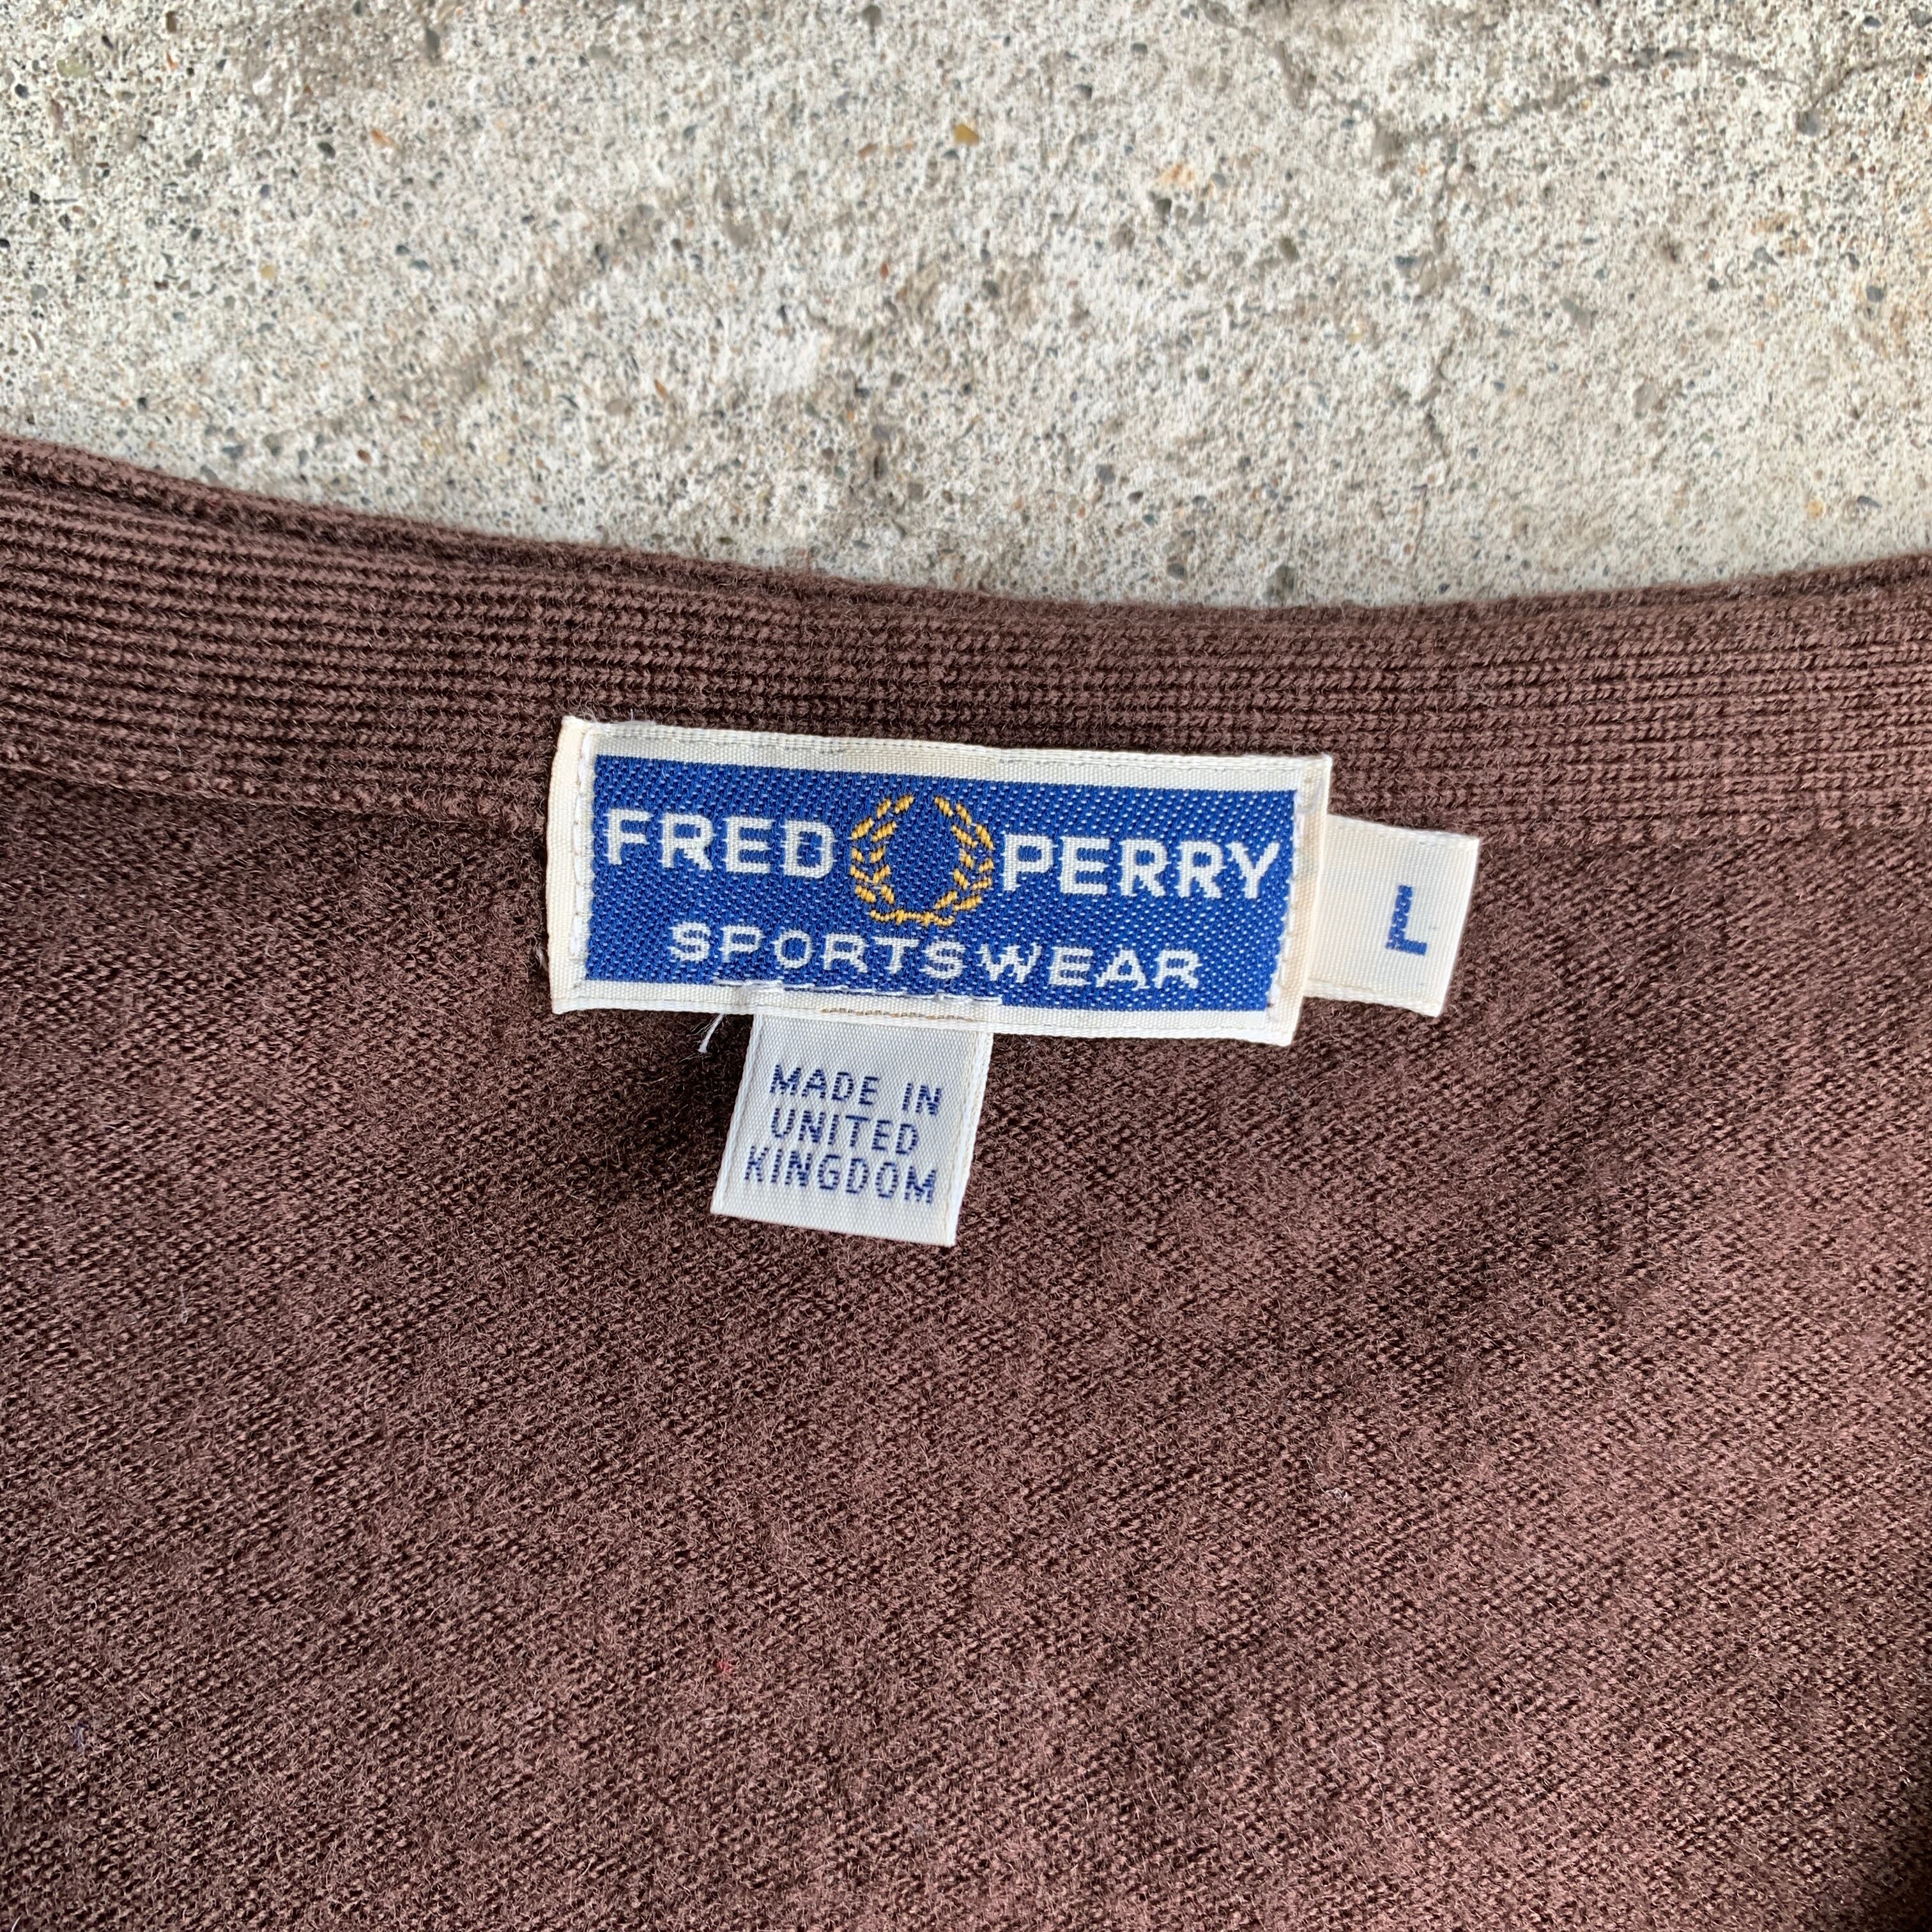 FRED PERRY
SPORTSWEAR
L
MADE IN
UNITED
KINGDOM